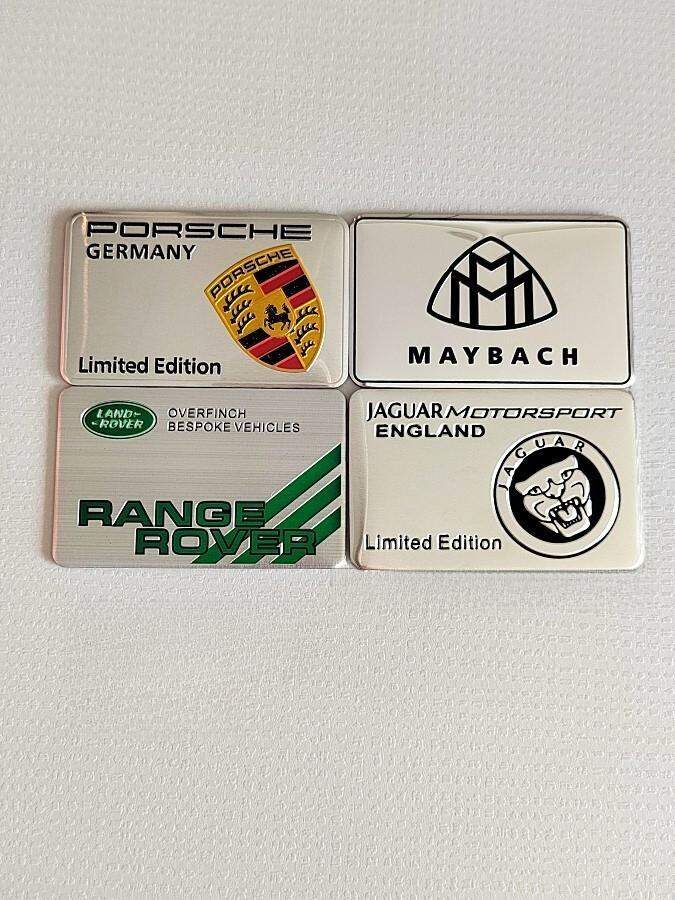 PORSCHE
GERMANY
PORSCHE
Limited Edition
MAYBACH
LAND-
-ROVER
OVERFINCH
BESPOKE VEHICLES
RANGE
ROVER
JAGUAR MOTORSPORT
ENGLAND
JAGUAR
Limited Edition